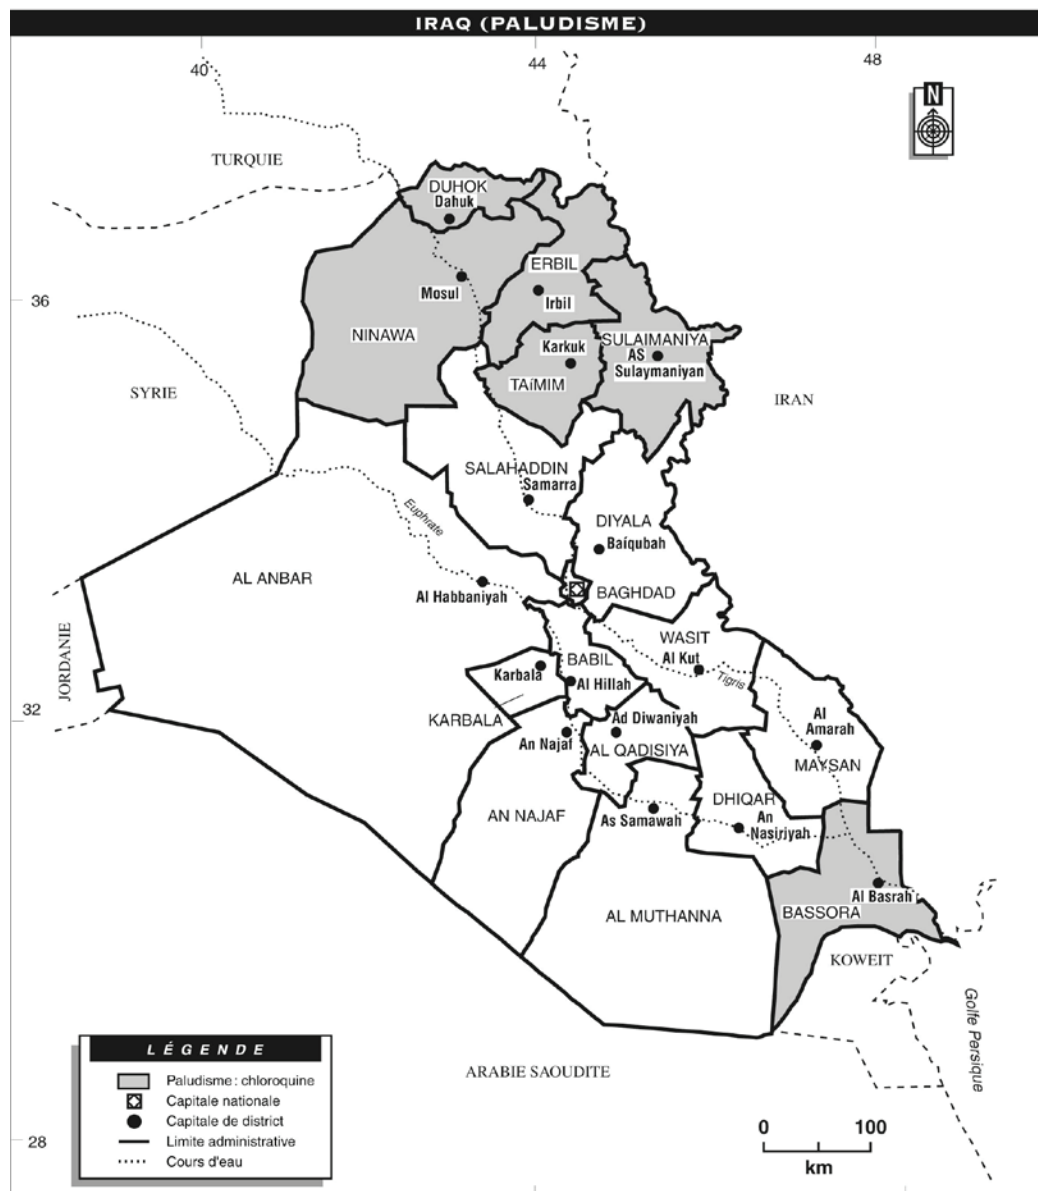 IRAQ (PALUDISME)
40
44
48
N
TURQUIE
DUHOK
Dahuk
ERBIL
Mosul
Irbil
36
NINAWA
Karkuk
SULAIMANIYA
AS
Sulaymaniyan
TAíMIM
SYRIE
IRAN
SALAHADDIN
Samarra
Euphrate
DIYALA
Baíqubah
AL ANBAR
Al Habbaniyah
BAGHDAD
JORDANIE
WASIT
Al Kut
Tigris
BABIL
Karbala
Al Hillah
KARBALA
32
Ad Diwaniyah
An Najaf
AL QADISIYA
Al
Amarah
MAYSAN
DHIQAR
AN NAJAF
As Samawah
An
Nasiriyah
Al Basrah
BASSORA
AL MUTHANNA
KOWEIT
Golfe Persique
ARABIE SAOUDITE
LÉGENDE
Paludisme : chloroquine
Capitale nationale
Capitale de district
Limite administrative
Cours d'eau
28
0 100
km